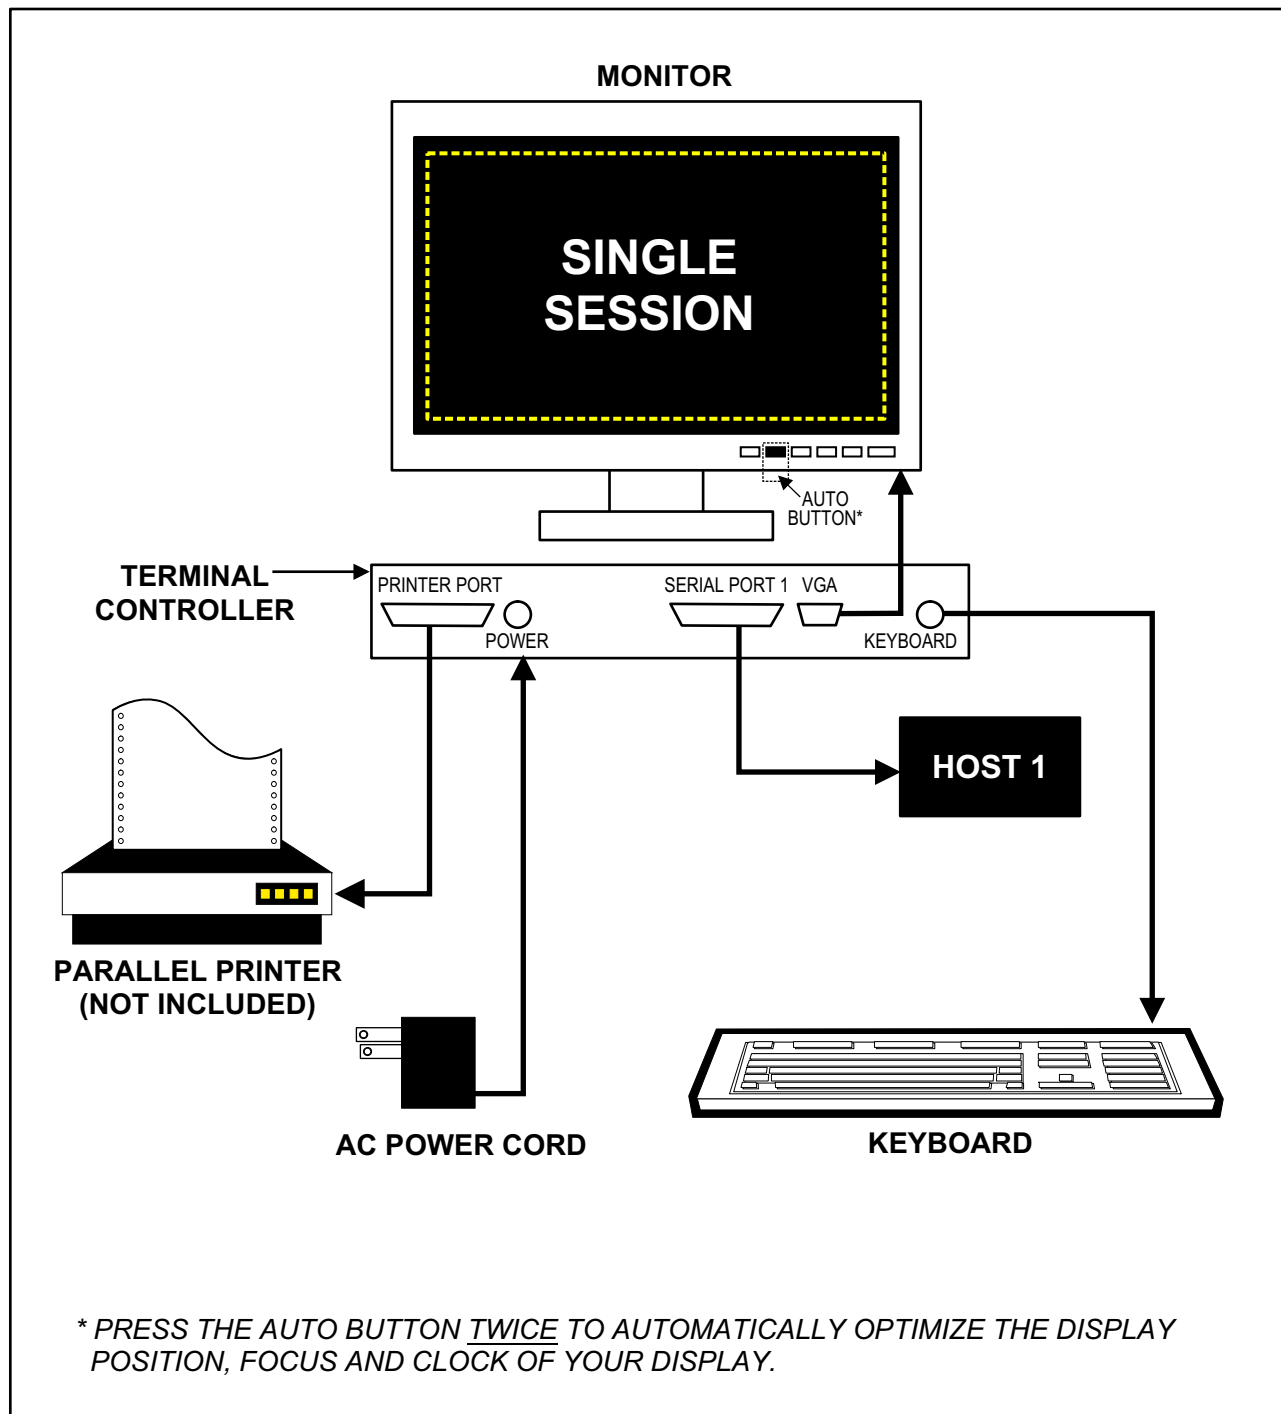 MONITOR
SINGLE
SESSION
AUTO
BUTTON*
TERMINAL
CONTROLLER
PRINTER PORT
POWER
SERIAL PORT 1
VGA
KEYBOARD
HOST 1
PARALLEL PRINTER
(NOT INCLUDED)
AC POWER CORD
KEYBOARD
* PRESS THE AUTO BUTTON TWICE TO AUTOMATICALLY OPTIMIZE THE DISPLAY
POSITION, FOCUS AND CLOCK OF YOUR DISPLAY.